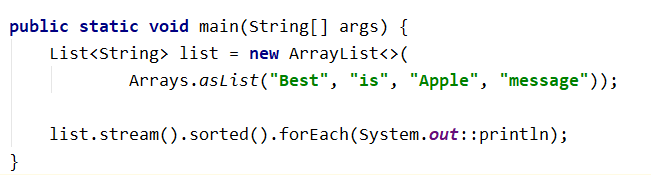 public static void main(String[] args) {
    List<String> list = new ArrayList<>(
            Arrays.asList("Best", "is", "Apple", "message"));
    list.stream().sorted().forEach(System.out::println);
}